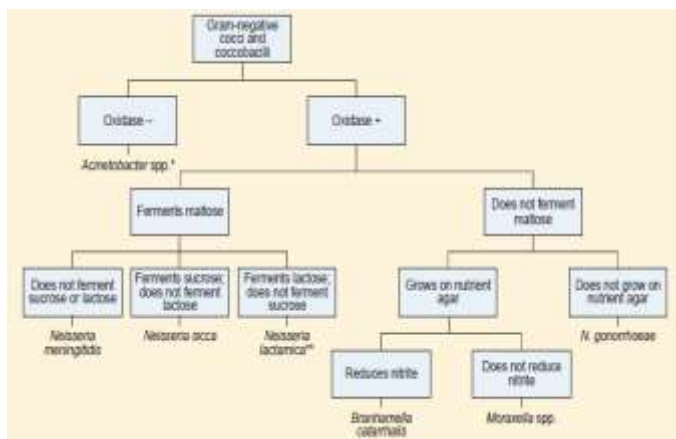 Gram-negative
cocci and
coccobacilli
Oxidase –
Oxidase +
Acinetobacter spp.*
Ferments maltose
Does not ferment
maltose
Does not ferment
sucrose or lactose
Ferments sucrose;
does not ferment
lactose
Ferments lactose;
does not ferment
sucrose
Grows on nutrient
agar
Does not grow on
nutrient agar
Neisseria
meningitidis
Neisseria sicca
Neisseria
lactamica**
N. gonorrhoeae
Reduces nitrite
Does not reduce
nitrite
Branhamella
catarrhalis
Moraxella spp.